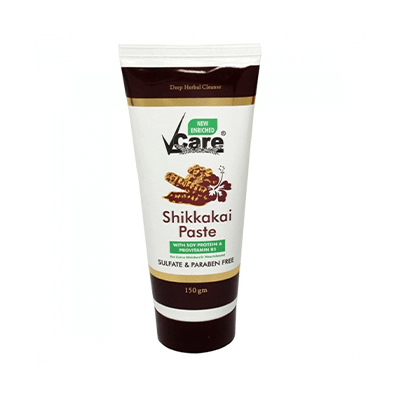 Deep Herbal Cleanse
NEW
ENRICHED
VCare®
Shikkakai
Paste
WITH SOY PROTEIN &
PROVITAMIN B5
SULFATE & PARABEN FREE
150 gm